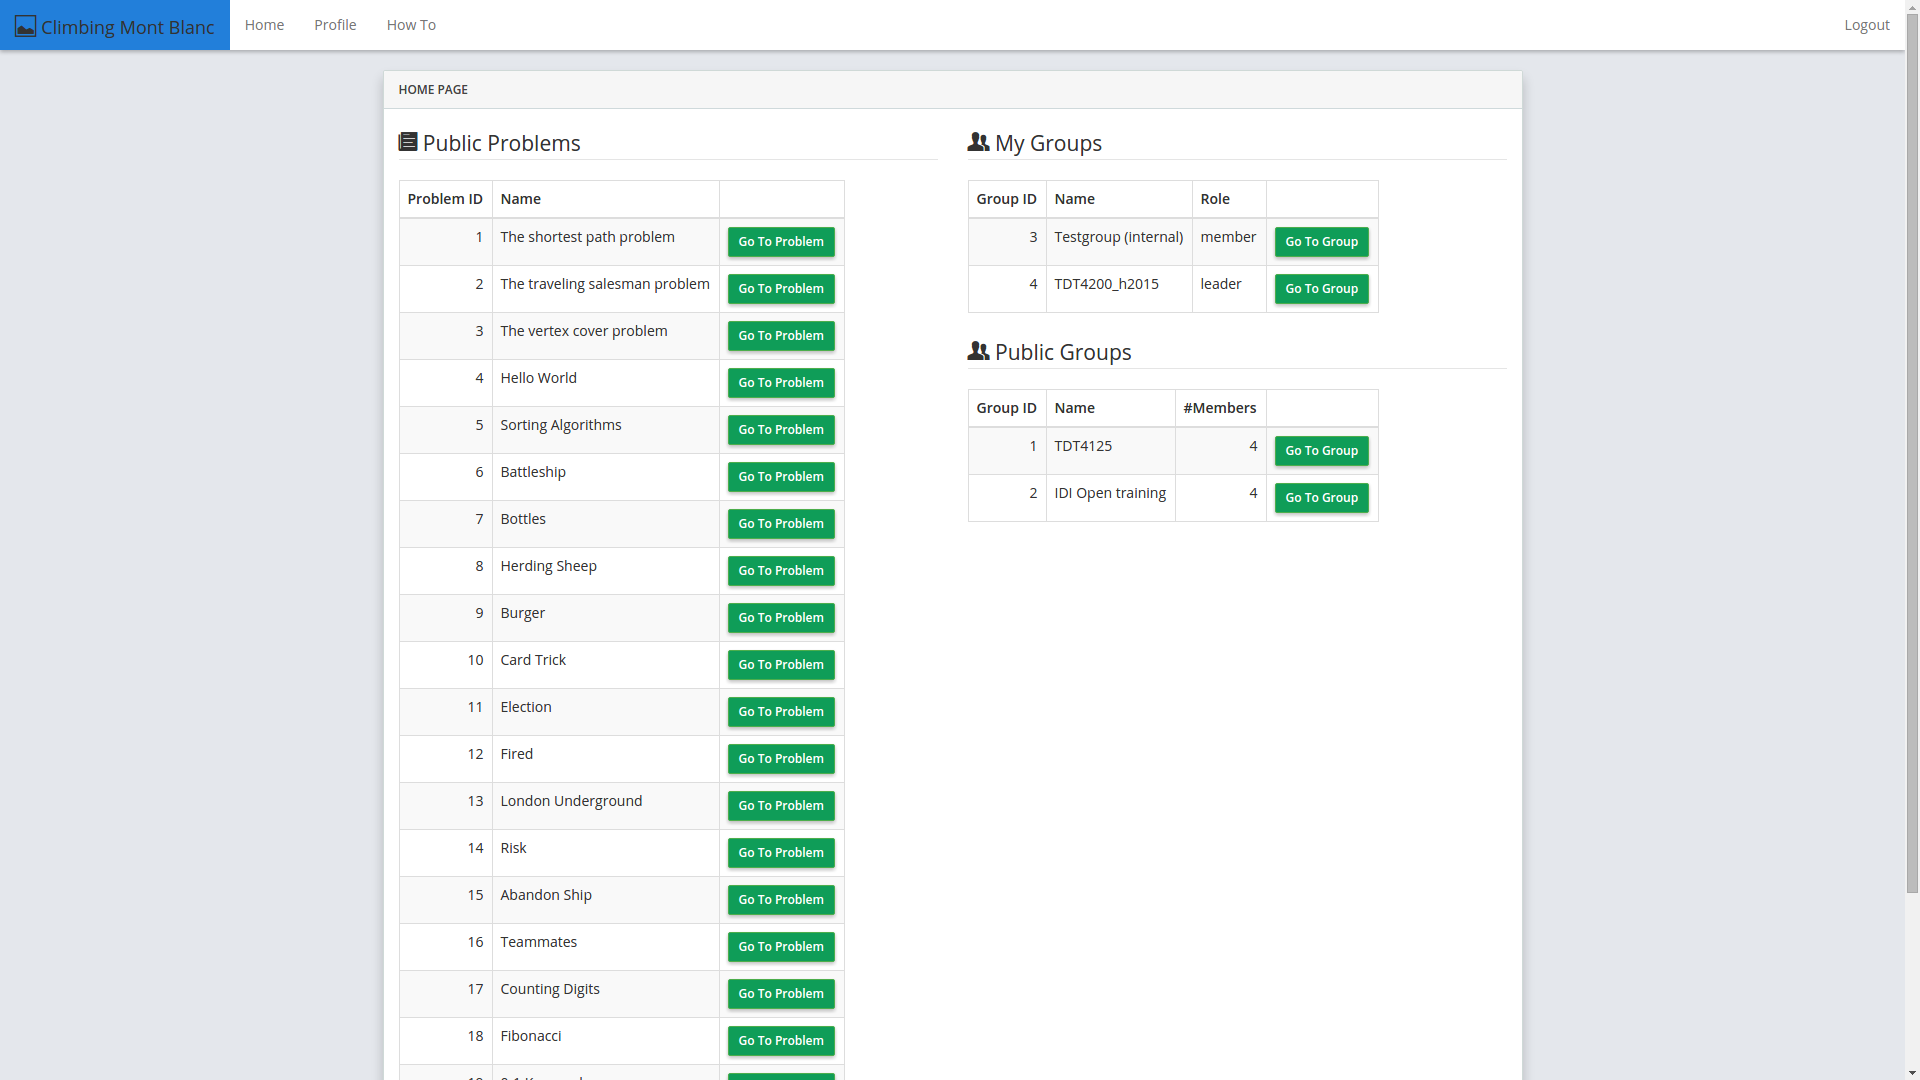 Climbing Mont Blanc Home Profile How To Logout
HOME PAGE
Public Problems
Problem ID Name
1 The shortest path problem Go To Problem
2 The traveling salesman problem Go To Problem
3 The vertex cover problem Go To Problem
4 Hello World Go To Problem
5 Sorting Algorithms Go To Problem
6 Battleship Go To Problem
7 Bottles Go To Problem
8 Herding Sheep Go To Problem
9 Burger Go To Problem
10 Card Trick Go To Problem
11 Election Go To Problem
12 Fired Go To Problem
13 London Underground Go To Problem
14 Risk Go To Problem
15 Abandon Ship Go To Problem
16 Teammates Go To Problem
17 Counting Digits Go To Problem
18 Fibonacci Go To Problem
My Groups
Group ID Name Role
3 Testgroup (internal) member Go To Group
4 TDT4200_h2015 leader Go To Group
Public Groups
Group ID Name #Members
1 TDT4125 4 Go To Group
2 IDI Open training 4 Go To Group